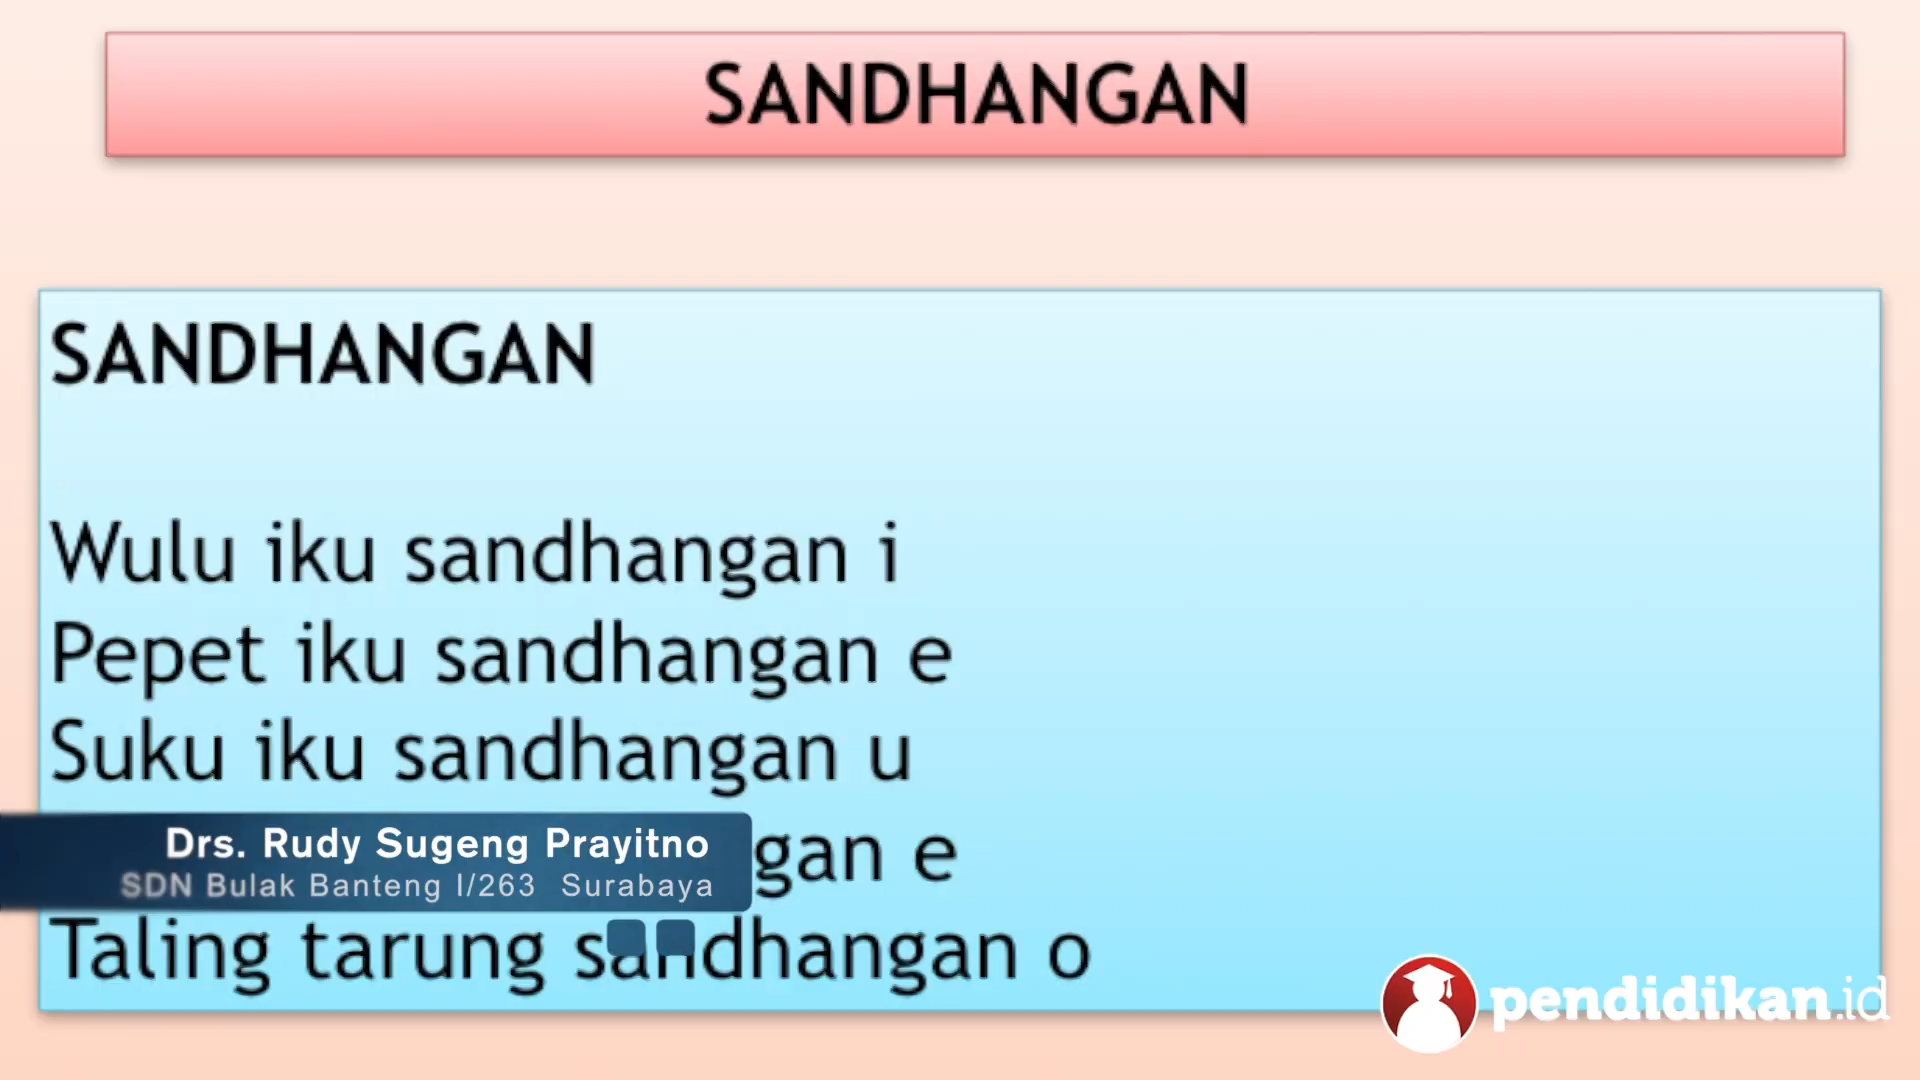 SANDHANGAN
SANDHANGAN
Wulu iku sandhangan i
Pepet iku sandhangan e
Suku iku sandhangan u
gan e
Drs. Rudy Sugeng Prayitno
SDN Bulak Banteng I/263 Surabaya
Taling tarung sandhangan o
pendidikan.id